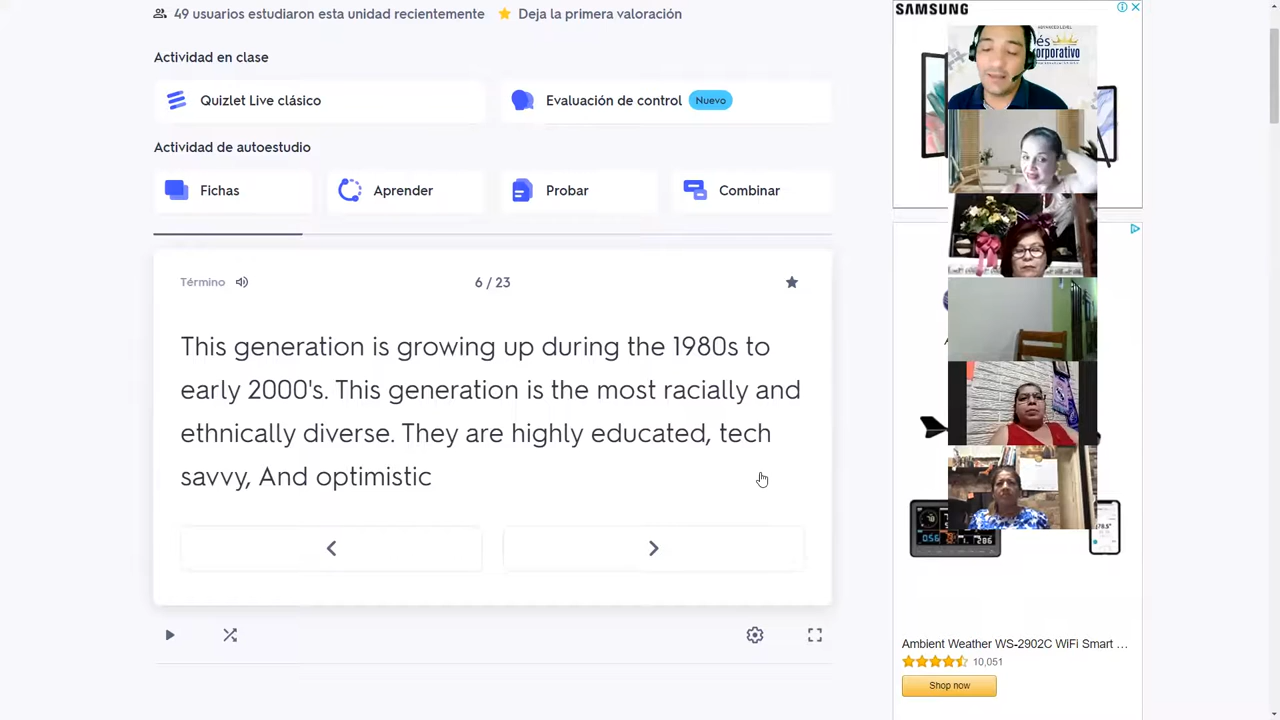 49 usuarios estudiaron esta unidad recientemente
Deja la primera valoración
SAMSUNG
Actividad en clase
Quizlet Live clásico
Evaluación de control
Nuevo
Actividad de autoestudio
Fichas
Aprender
Probar
Combinar
Término
6 / 23
This generation is growing up during the 1980s to
early 2000's. This generation is the most racially and
ethnically diverse. They are highly educated, tech
savvy, And optimistic
Ambient Weather WS-2902C WiFi Smart …
10,051
Shop now